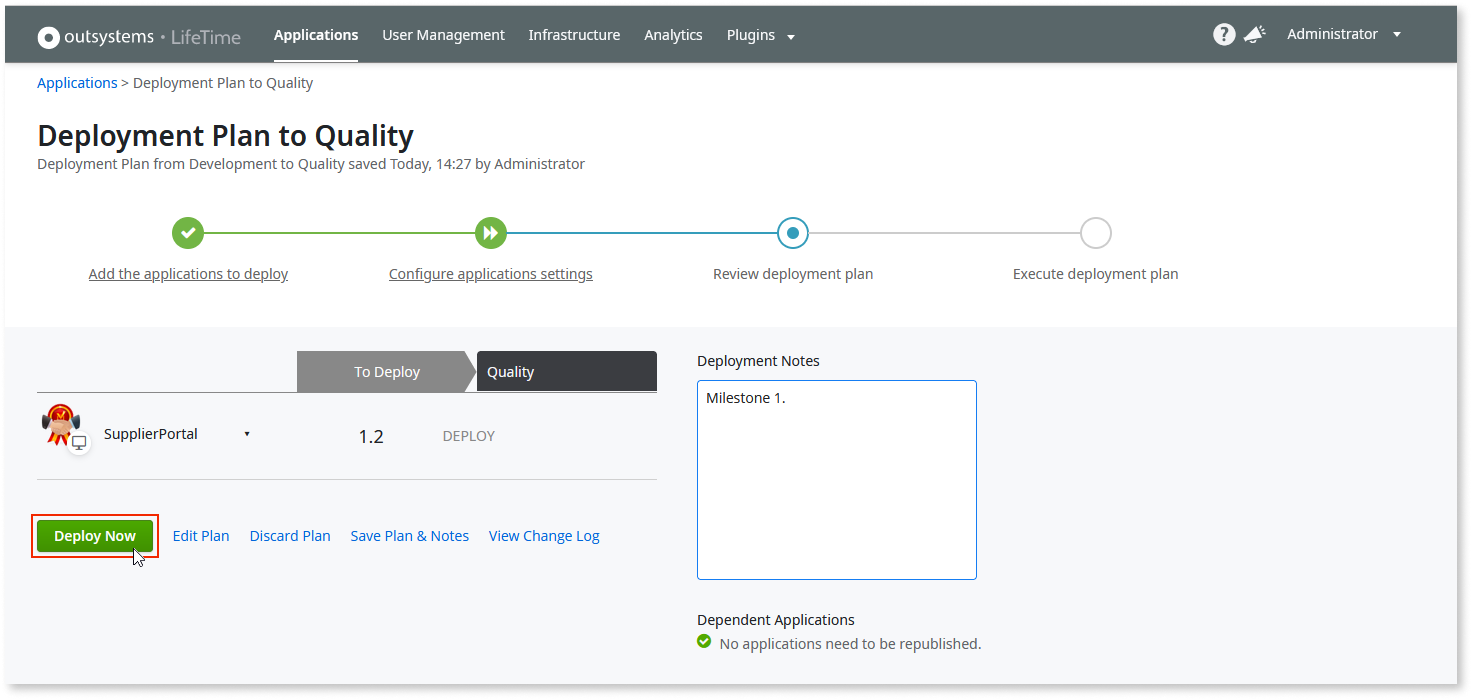 outsystems · LifeTime Applications User Management Infrastructure Analytics Plugins ? Administrator
Applications > Deployment Plan to Quality
Deployment Plan to Quality
Deployment Plan from Development to Quality saved Today, 14:27 by Administrator
Add the applications to deploy Configure applications settings Review deployment plan Execute deployment plan
To Deploy Quality
SupplierPortal 1.2 DEPLOY
Deploy Now Edit Plan Discard Plan Save Plan & Notes View Change Log
Deployment Notes
Milestone 1.
Dependent Applications
No applications need to be republished.